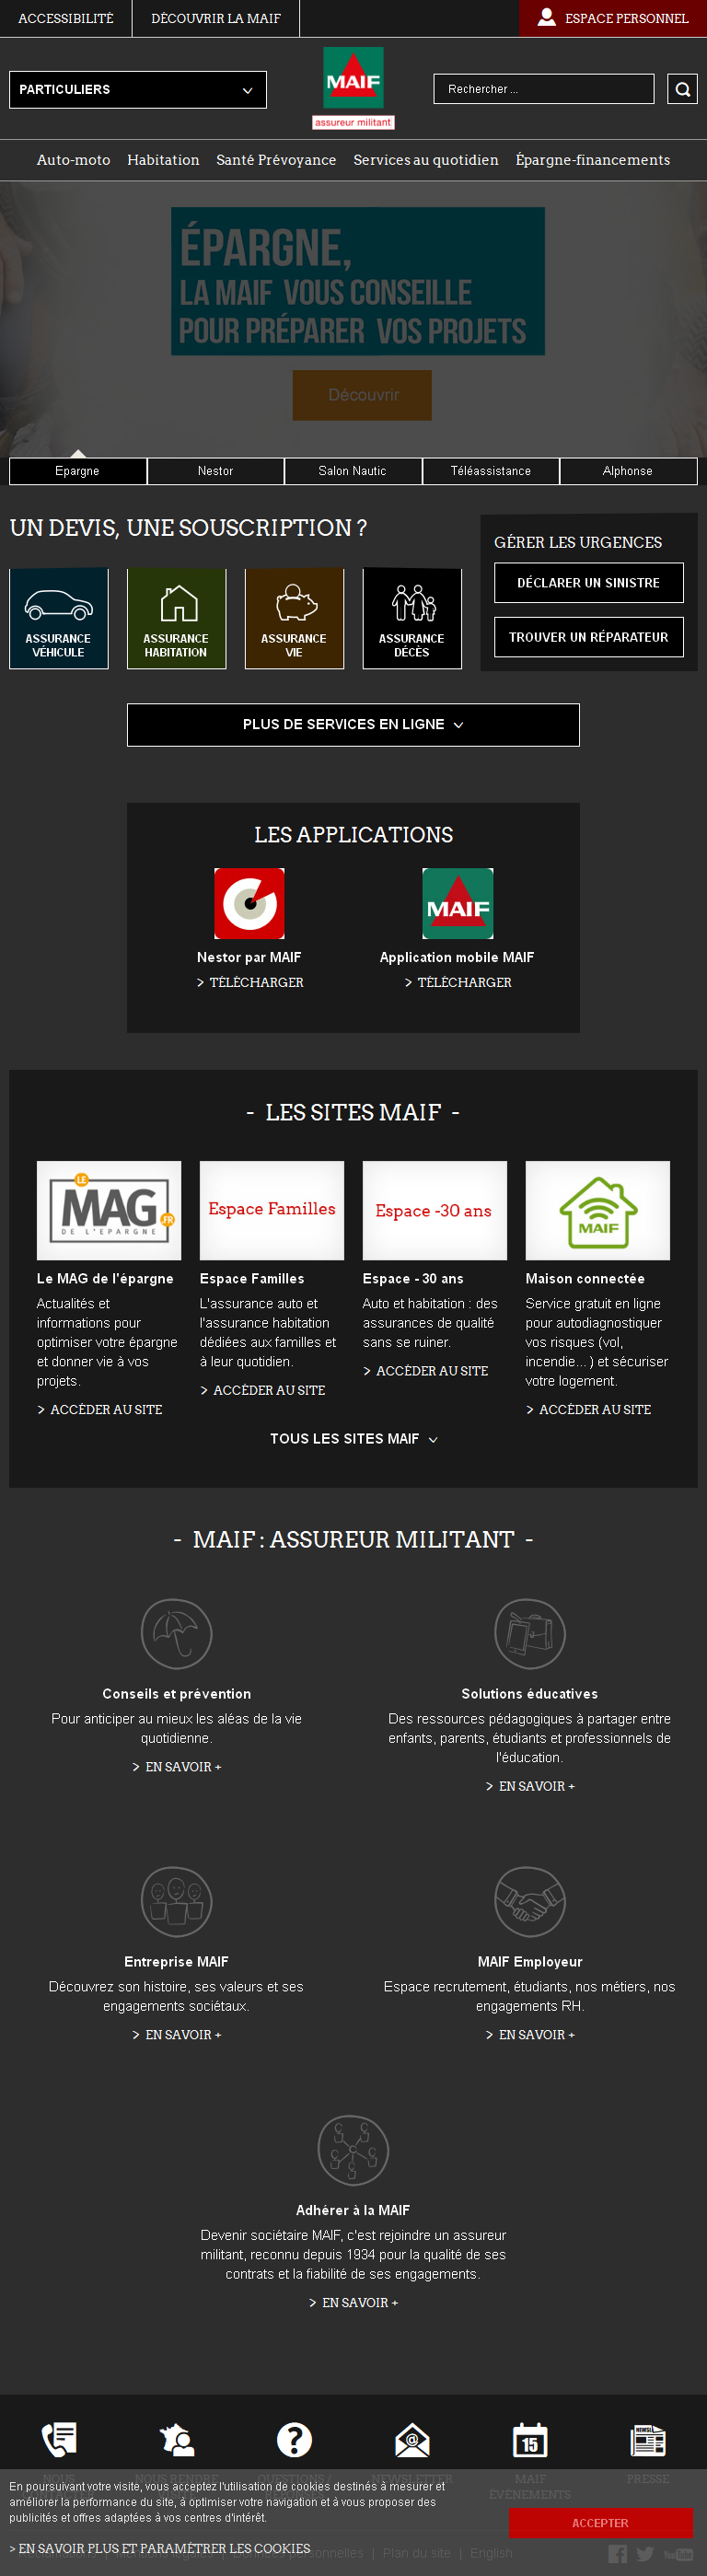 ACCESSIBILITÉ
DÉCOUVRIR LA MAIF
ESPACE PERSONNEL
PARTICULIERS
MAIF
assureur militant
Rechercher ...
Auto-moto Habitation Santé Prévoyance Services au quotidien Épargne-financements
ÉPARGNE,
LA MAIF VOUS CONSEILLE
POUR PRÉPARER VOS PROJETS
Découvrir
Epargne Nestor Salon Nautic Téléassistance Alphonse
UN DEVIS, UNE SOUSCRIPTION ?
ASSURANCE
VÉHICULE
ASSURANCE
HABITATION
ASSURANCE
VIE
ASSURANCE
DÉCÈS
GÉRER LES URGENCES
DÉCLARER UN SINISTRE
TROUVER UN RÉPARATEUR
PLUS DE SERVICES EN LIGNE
LES APPLICATIONS
Nestor par MAIF
> TÉLÉCHARGER
MAIF
Application mobile MAIF
> TÉLÉCHARGER
- LES SITES MAIF -
LE
MAG
.FR
DE L'ÉPARGNE
Le MAG de l'épargne
Actualités et
informations pour
optimiser votre épargne
et donner vie à vos
projets.
> ACCÉDER AU SITE
Espace Familles
Espace Familles
L'assurance auto et
l'assurance habitation
dédiées aux familles et
à leur quotidien.
> ACCÉDER AU SITE
Espace -30 ans
Espace - 30 ans
Auto et habitation : des
assurances de qualité
sans se ruiner.
> ACCÉDER AU SITE
MAIF
Maison connectée
Service gratuit en ligne
pour autodiagnostiquer
vos risques (vol,
incendie... ) et sécuriser
votre logement.
> ACCÉDER AU SITE
TOUS LES SITES MAIF
- MAIF : ASSUREUR MILITANT -
Conseils et prévention
Pour anticiper au mieux les aléas de la vie
quotidienne.
> EN SAVOIR +
Solutions éducatives
Des ressources pédagogiques à partager entre
enfants, parents, étudiants et professionnels de
l'éducation.
> EN SAVOIR +
Entreprise MAIF
Découvrez son histoire, ses valeurs et ses
engagements sociétaux.
> EN SAVOIR +
MAIF Employeur
Espace recrutement, étudiants, nos métiers, nos
engagements RH.
> EN SAVOIR +
Adhérer à la MAIF
Devenir sociétaire MAIF, c'est rejoindre un assureur
militant, reconnu depuis 1934 pour la qualité de ses
contrats et la fiabilité de ses engagements.
> EN SAVOIR +
15
NEWSLETTER
MAIF
ÉVÉNEMENTS
PRESSE
En poursuivant votre visite, vous acceptez l'utilisation de cookies destinés à mesurer et
améliorer la performance du site, à optimiser votre navigation et à vous proposer des
publicités et offres adaptées à vos centres d'intérêt.
> EN SAVOIR PLUS ET PARAMÉTRER LES COOKIES
ACCEPTER
personnelles | Plan du site | English